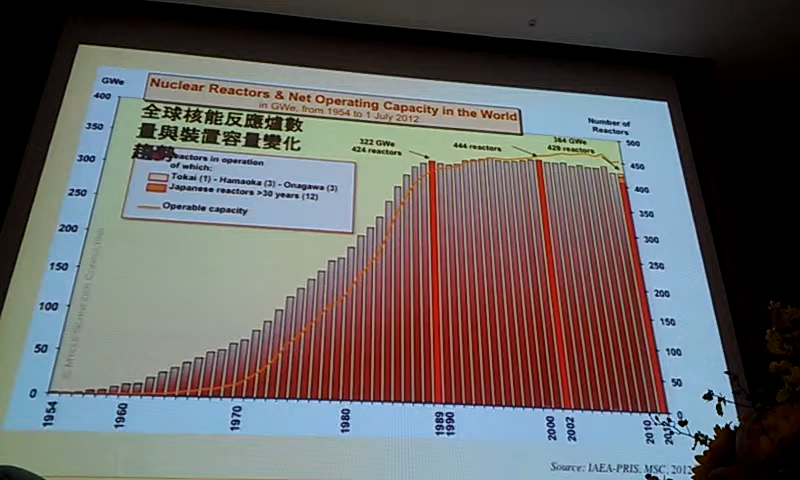 Nuclear Reactors & Net Operating Capacity in the World
in GWe, from 1954 to 1 July 2012
GWe
Number of
Reactors
全球核能反應爐數
量與裝置容量變化
趨勢
reactors in operation
of which:
Tokai (1) - Hamaoka (3) - Onagawa (3)
Japanese reactors >30 years (12)
Operable capacity
322 GWe
424 reactors
444 reactors
364 GWe
429 reactors
400
350
300
250
200
150
100
50
0
500
450
400
350
300
250
200
150
100
50
0
1954
1960
1970
1980
1989
1990
2000
2002
2010
© Mycle Schneider Consulting
Source: IAEA-PRIS, MSC, 2012